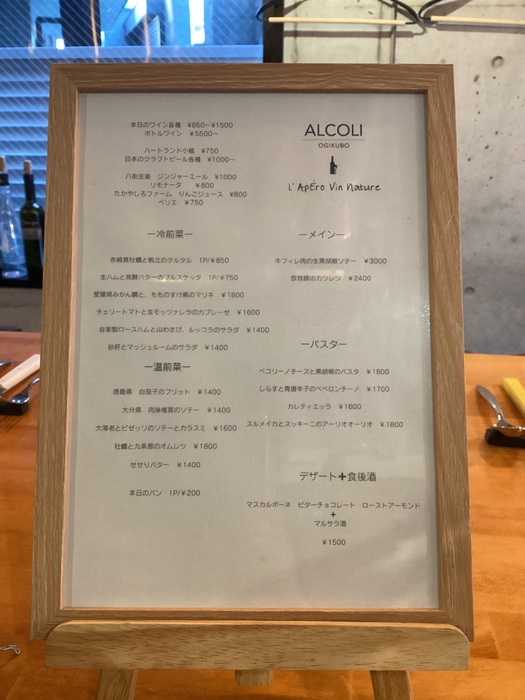 本日のワイン各種 ¥850〜¥1500
ボトルワイン ¥5500〜
ハートランド小瓶 ¥750
日本のクラフトビール各種 ¥1000〜
八街生姜 ジンジャーエール ¥1000
リモナータ ¥800
たかやしろファーム りんごジュース ¥800
ペリエ ¥750
ALCOLI
OGIKUBO
L'ApÉro Vin Nature
ー冷前菜ー
赤崎真牡蠣と帆立のタルタル 1P/¥850
生ハムと発酵バターのブルスケッタ 1P/¥750
愛媛県みかん鯛と、もものすけ蕪のマリネ ¥1800
チェリートマトと生モッツァレラのカプレーゼ ¥1600
自家製ロースハムと山わさび、ルッコラのサラダ ¥1400
砂肝とマッシュルームのサラダ ¥1400
ー温前菜ー
徳島県 白茄子のフリット ¥1400
大分県 肉味椎茸のソテー ¥1400
大海老とピゼッリのソテーとカラスミ ¥1600
牡蠣と九条葱のオムレツ ¥1800
せせりバター ¥1400
本日のパン 1P/¥200
ーメインー
牛フィレ肉の生黒胡椒ソテー ¥3000
放牧豚のカツレツ ¥2400
ーパスター
ペコリーノチーズと黒胡椒のパスタ ¥1800
しらすと青唐辛子のペペロンチーノ ¥1700
カレティエッラ ¥1600
スルメイカとズッキーニのアーリオオーリオ ¥1800
デザート+食後酒
マスカルポーネ ビターチョコレート ローストアーモンド
+
マルサラ酒
¥1500